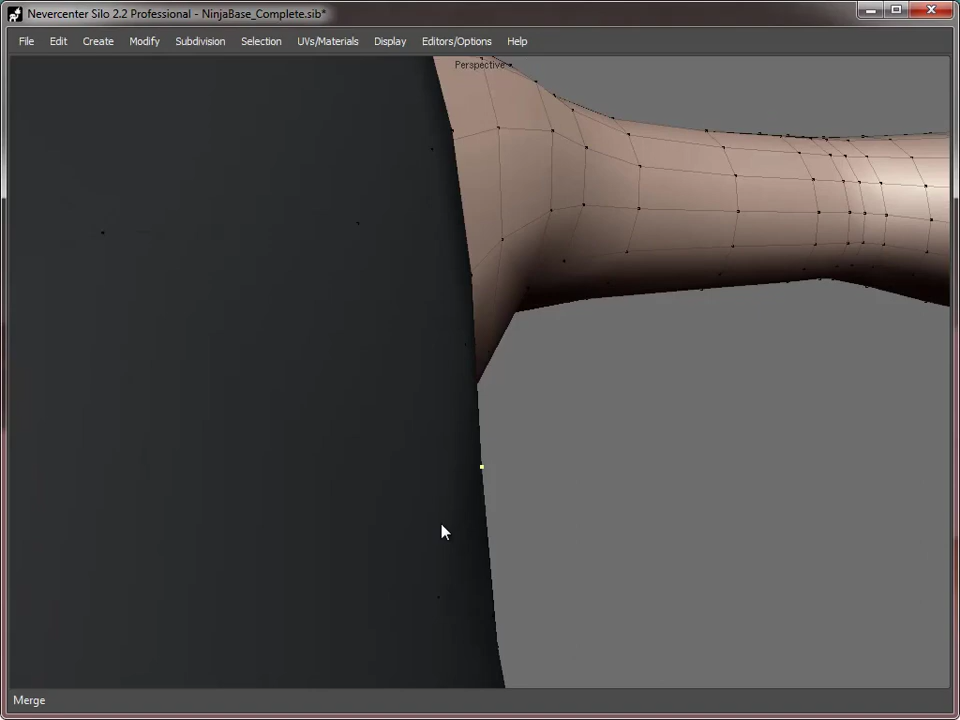 Nevercenter Silo 2.2 Professional - NinjaBase_Complete.sib*
File Edit Create Modify Subdivision Selection UVs/Materials Display Editors/Options Help
Perspective
Merge